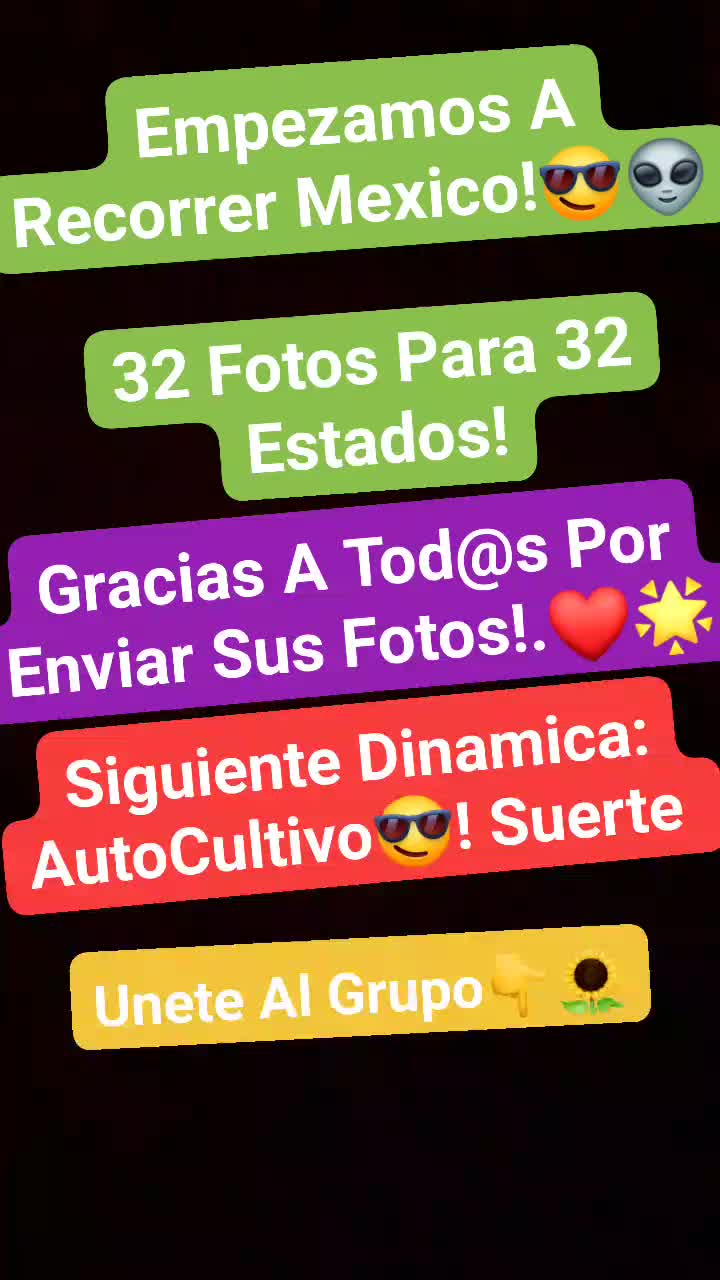 Empezamos A
Recorrer Mexico!😎👽
32 Fotos Para 32
Estados!
Gracias A Tod@s Por
Enviar Sus Fotos!.❤️🌟
Siguiente Dinamica:
AutoCultivo😎! Suerte
Unete Al Grupo👇🌻